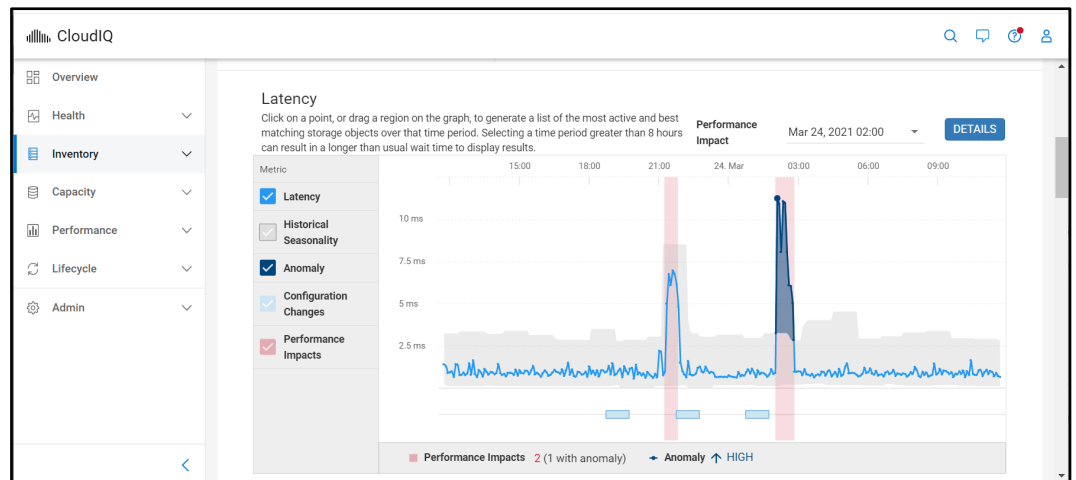 CloudIQ
Overview
Health
Inventory
Capacity
Performance
Lifecycle
Admin
Latency
Click on a point, or drag a region on the graph, to generate a list of the most active and best
matching storage objects over that time period. Selecting a time period greater than 8 hours
can result in a longer than usual wait time to display results.
Performance
Impact
Mar 24, 2021 02:00
DETAILS
Metric
Latency
Historical
Seasonality
Anomaly
Configuration
Changes
Performance
Impacts
15:00 18:00 21:00 24. Mar 03:00 06:00 09:00
10 ms
7.5 ms
5 ms
2.5 ms
Performance Impacts 2 (1 with anomaly) Anomaly HIGH